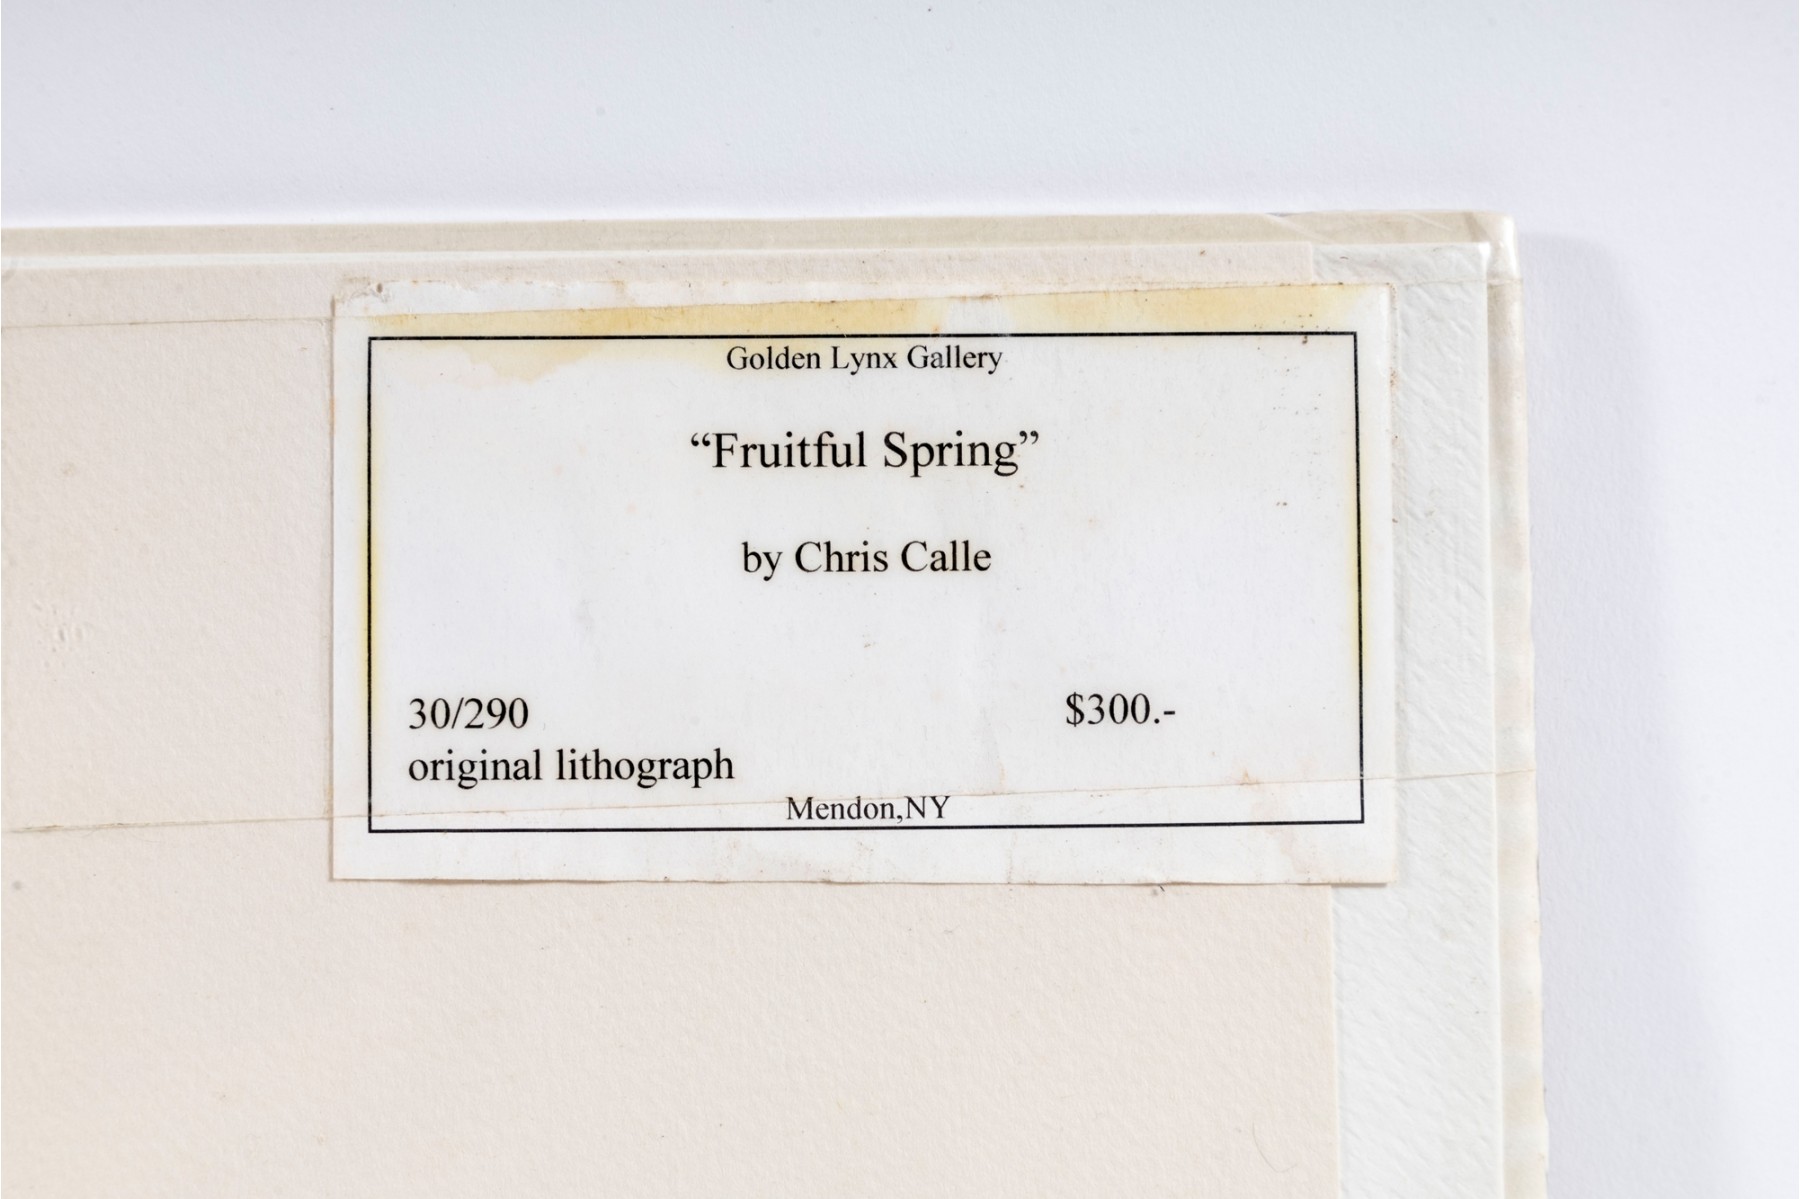 Golden Lynx Gallery
“Fruitful Spring”
by Chris Calle
30/290
$300.-
original lithograph
Mendon,NY